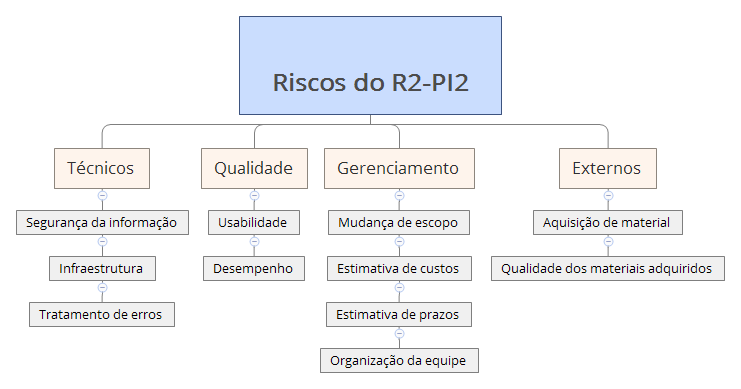 Riscos do R2-PI2
Técnicos
Segurança da informação
Infraestrutura
Tratamento de erros
Qualidade
Usabilidade
Desempenho
Gerenciamento
Mudança de escopo
Estimativa de custos
Estimativa de prazos
Organização da equipe
Externos
Aquisição de material
Qualidade dos materiais adquiridos